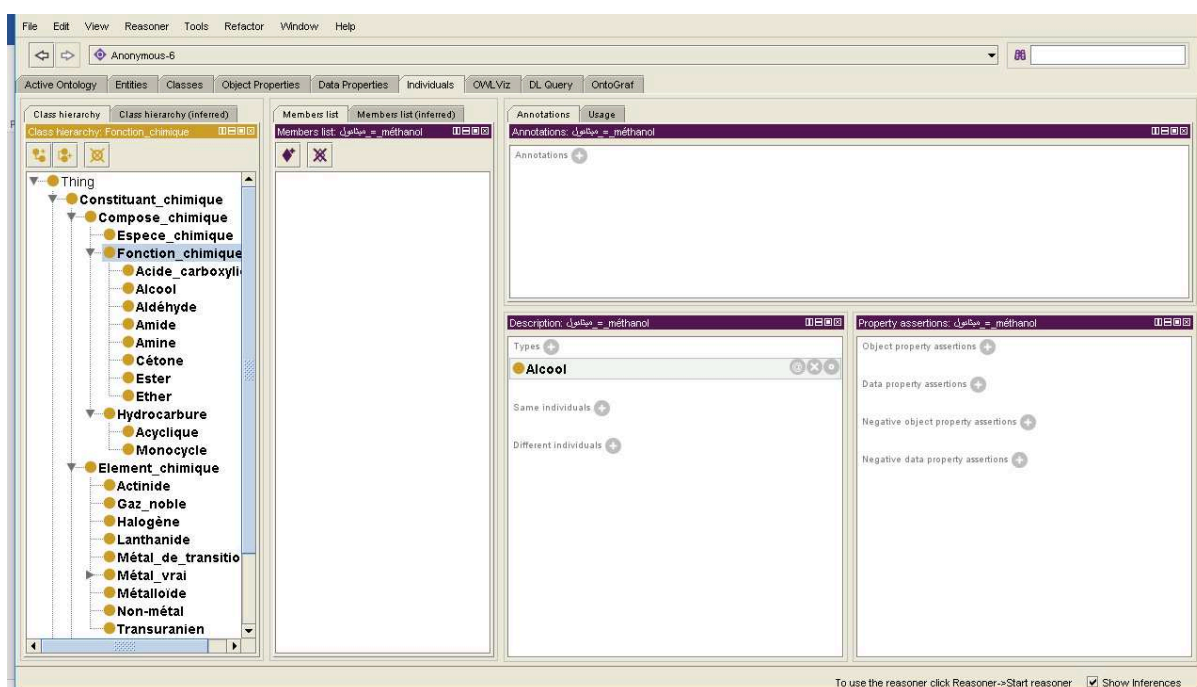 File Edit View Reasoner Tools Refactor Window Help
Anonymous-6
Active Ontology Entities Classes Object Properties Data Properties Individuals OWLViz DL Query OntoGraf
Class hierarchy Class hierarchy (inferred)
Class hierarchy: Fonction_chimique
Thing
Constituant_chimique
Compose_chimique
Espece_chimique
Fonction_chimique
Acide_carboxyli
Alcool
Aldéhyde
Amide
Amine
Cétone
Ester
Ether
Hydrocarbure
Acyclique
Monocycle
Element_chimique
Actinide
Gaz_noble
Halogène
Lanthanide
Métal_de_transitio
Métal_vrai
Métalloïde
Non-métal
Transuranien
Members list Members list (inferred)
Members list: ميتانول_=_méthanol
Annotations Usage
Annotations: ميتانول_=_méthanol
Annotations
Description: ميتانول_=_méthanol
Types
Alcool
Same individuals
Different individuals
Property assertions: ميتانول_=_méthanol
Object property assertions
Data property assertions
Negative object property assertions
Negative data property assertions
To use the reasoner click Reasoner->Start reasoner Show Inferences